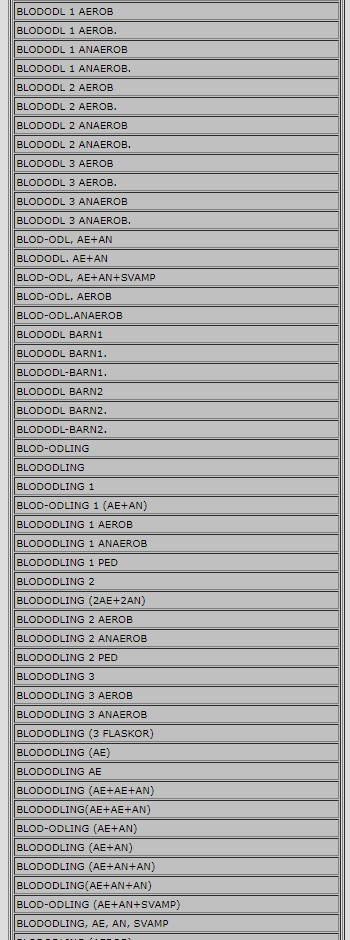 BLODODL 1 AEROB
BLODODL 1 AEROB.
BLODODL 1 ANAEROB
BLODODL 1 ANAEROB.
BLODODL 2 AEROB
BLODODL 2 AEROB.
BLODODL 2 ANAEROB
BLODODL 2 ANAEROB.
BLODODL 3 AEROB
BLODODL 3 AEROB.
BLODODL 3 ANAEROB
BLODODL 3 ANAEROB.
BLOD-ODL, AE+AN
BLODODL. AE+AN
BLOD-ODL, AE+AN+SVAMP
BLOD-ODL. AEROB
BLOD-ODL.ANAEROB
BLODODL BARN1
BLODODL BARN1.
BLODODL-BARN1.
BLODODL BARN2
BLODODL BARN2.
BLODODL-BARN2.
BLOD-ODLING
BLODODLING
BLODODLING 1
BLOD-ODLING 1 (AE+AN)
BLODODLING 1 AEROB
BLODODLING 1 ANAEROB
BLODODLING 1 PED
BLODODLING 2
BLODODLING (2AE+2AN)
BLODODLING 2 AEROB
BLODODLING 2 ANAEROB
BLODODLING 2 PED
BLODODLING 3
BLODODLING 3 AEROB
BLODODLING 3 ANAEROB
BLODODLING (3 FLASKOR)
BLODODLING (AE)
BLODODLING AE
BLODODLING (AE+AE+AN)
BLODODLING(AE+AE+AN)
BLOD-ODLING (AE+AN)
BLODODLING (AE+AN)
BLODODLING (AE+AN+AN)
BLODODLING(AE+AN+AN)
BLOD-ODLING (AE+AN+SVAMP)
BLODODLING, AE, AN, SVAMP